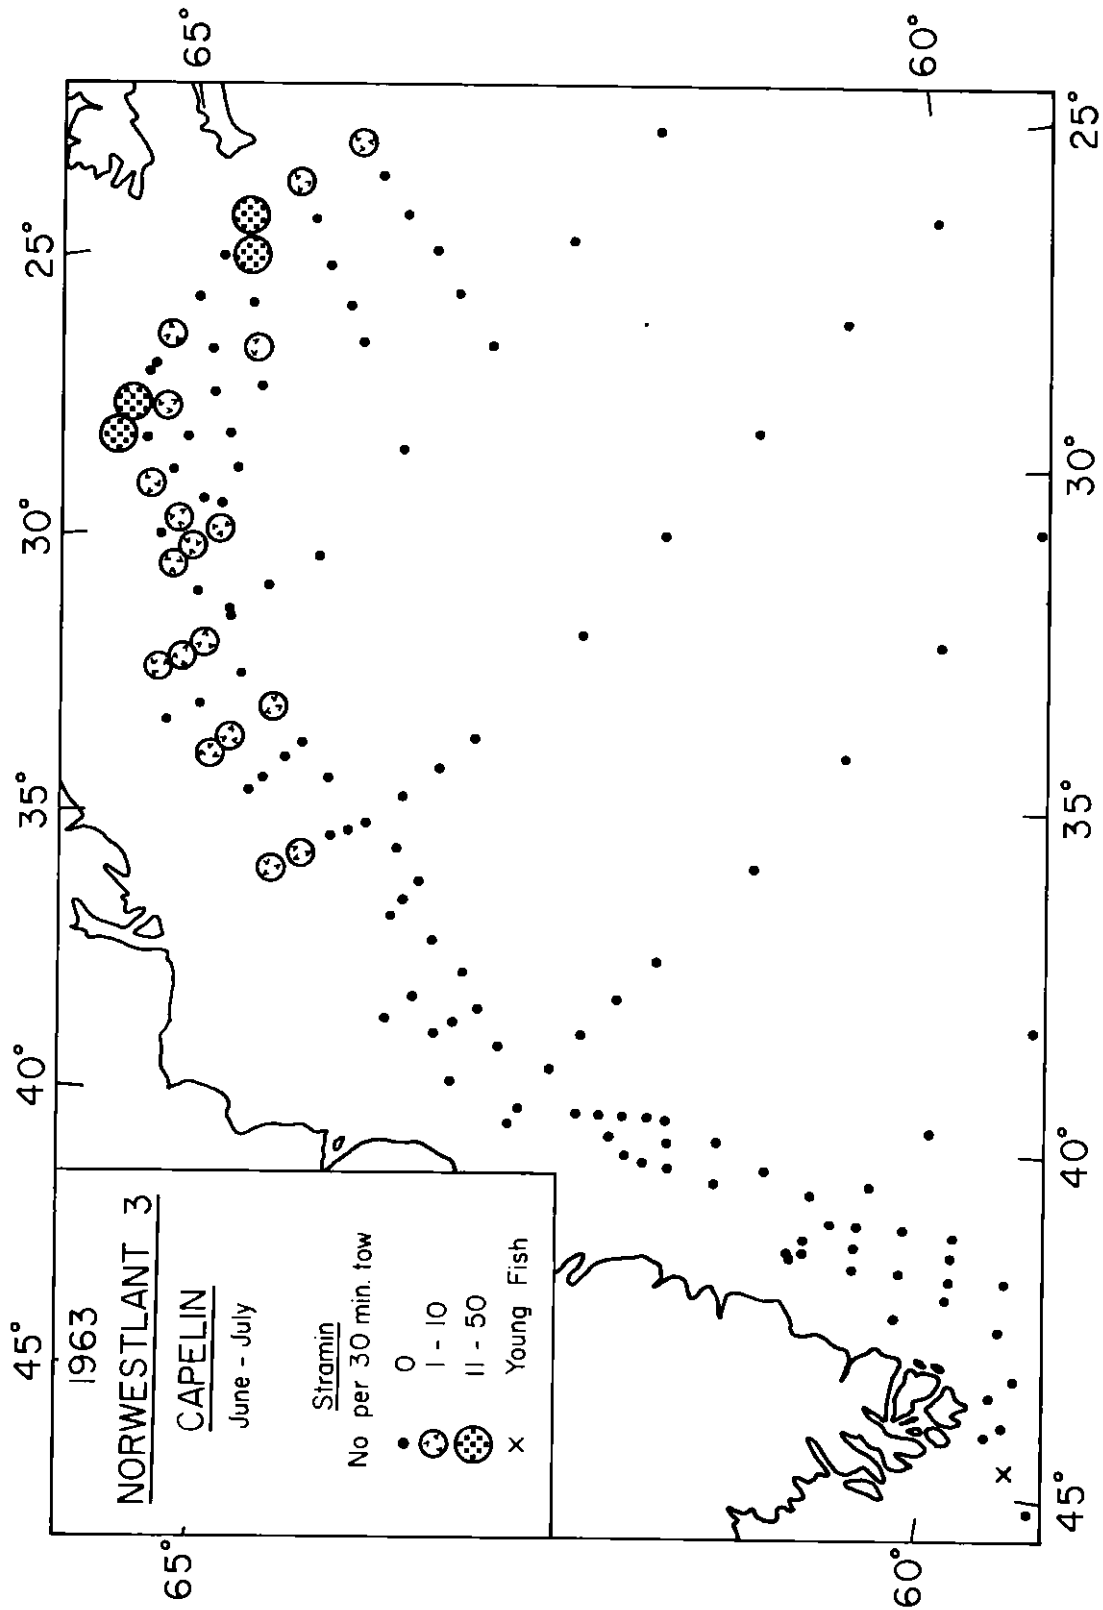 45° 40° 35° 30° 25°
1963
NORWESTLANT 3
CAPELIN
June - July
Stramin
No per 30 min. tow
0
1 - 10
11 - 50
x Young Fish
65° 65°
60° 60°
45° 40° 35° 30° 25°